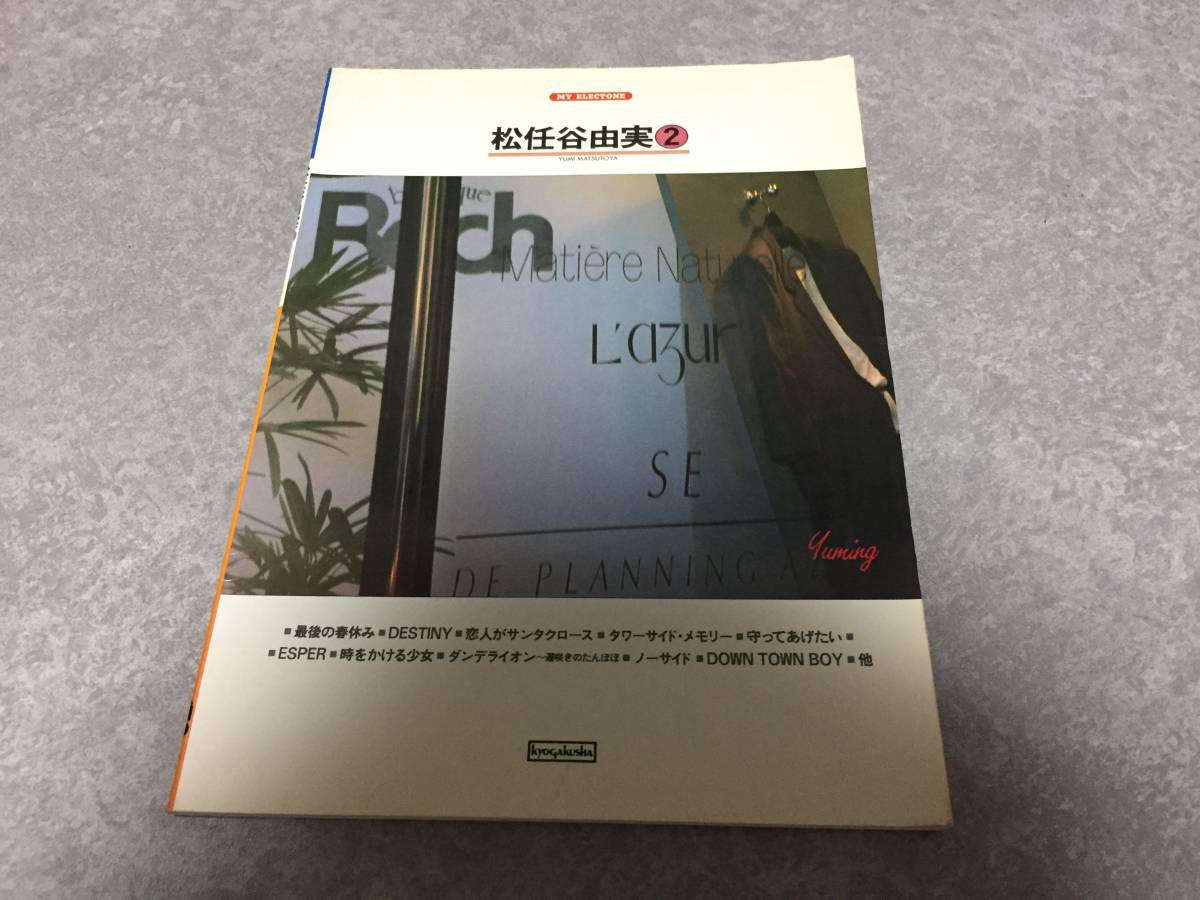 MY ELECTONE
松任谷由実②
YUMI MATSUTOYA
Matière Naturelle
L'azur
SE
DE PLANNING
Yuming
■最後の春休み■DESTINY■恋人がサンタクロース■タワーサイド・メモリー■守ってあげたい■
■ESPER■時をかける少女■ダンデライオン〜遅咲きのたんぽぽ■ノーサイド■DOWN TOWN BOY■他
kyogakusha